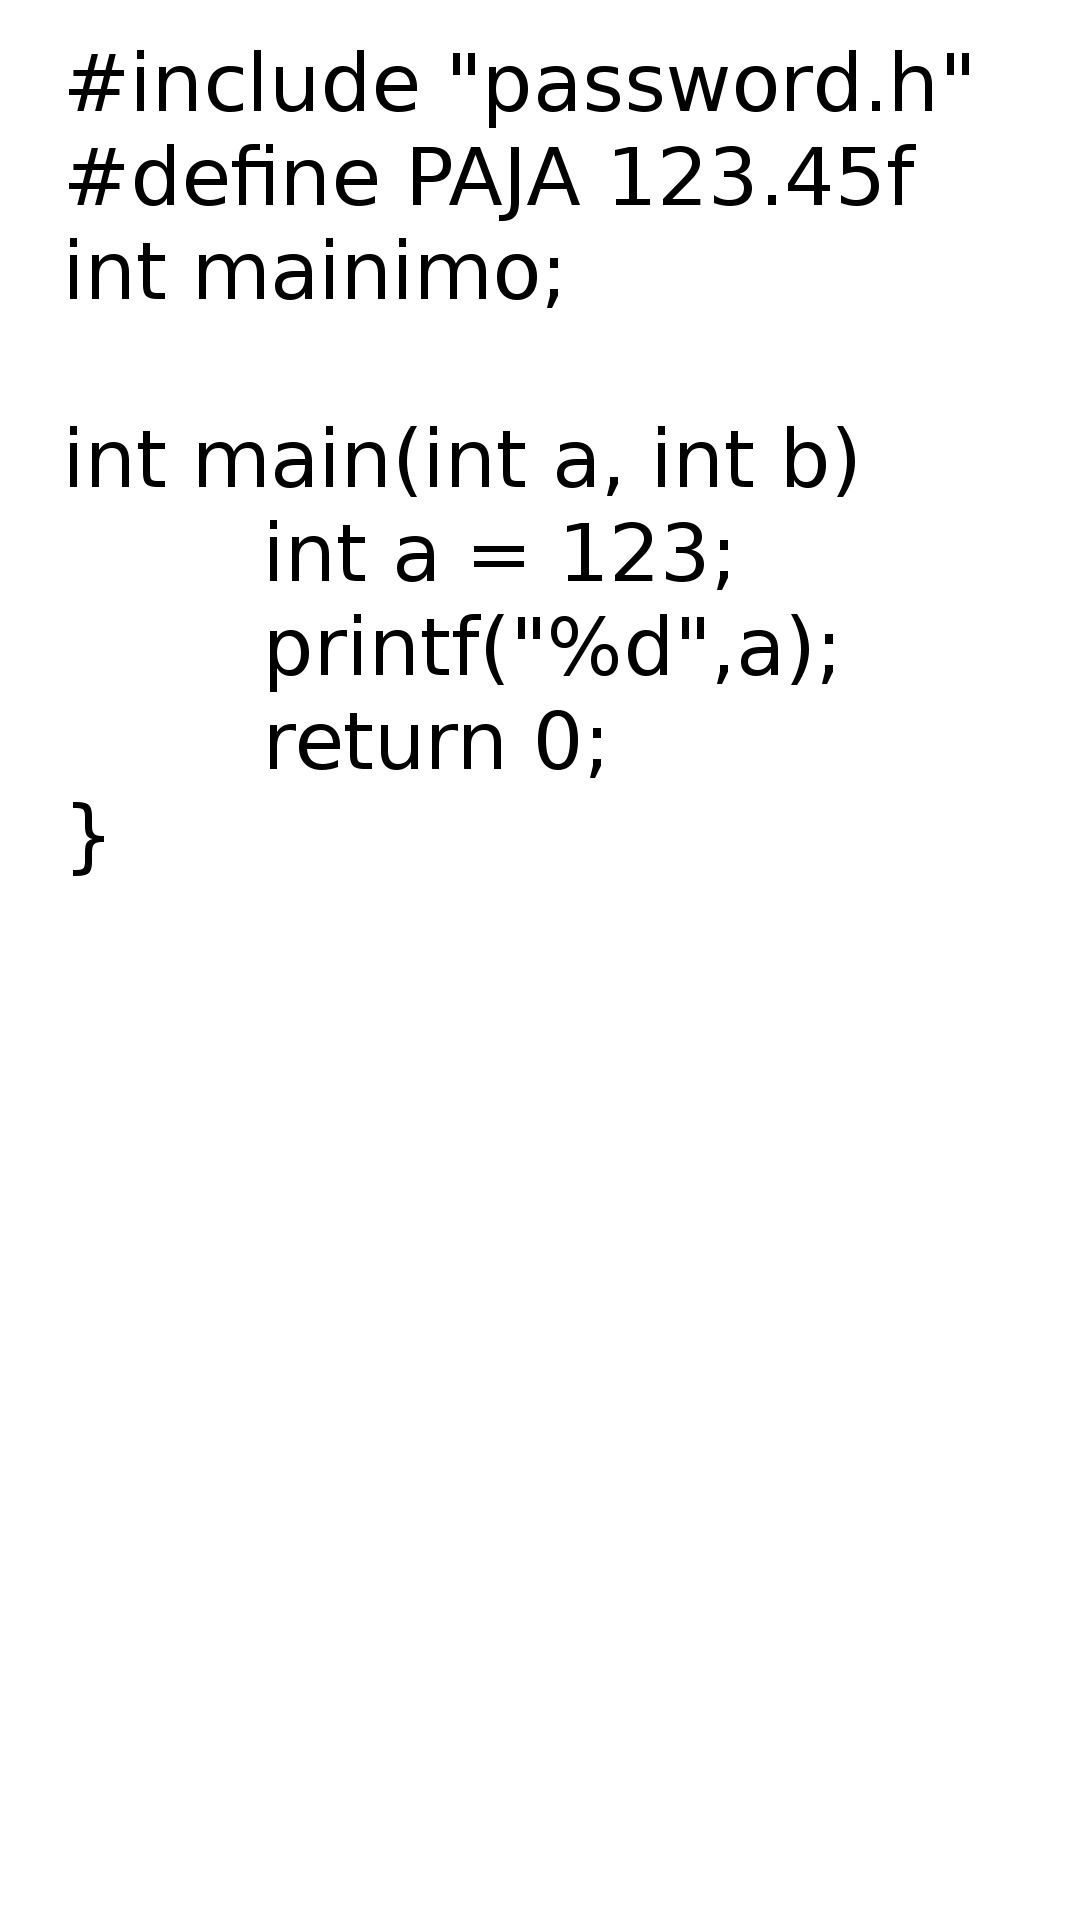 #include "password.h"
#define PAJA 123.45f
int mainimo;

int main(int a, int b)
	int a = 123;
	printf("%d",a);
	return 0;
}